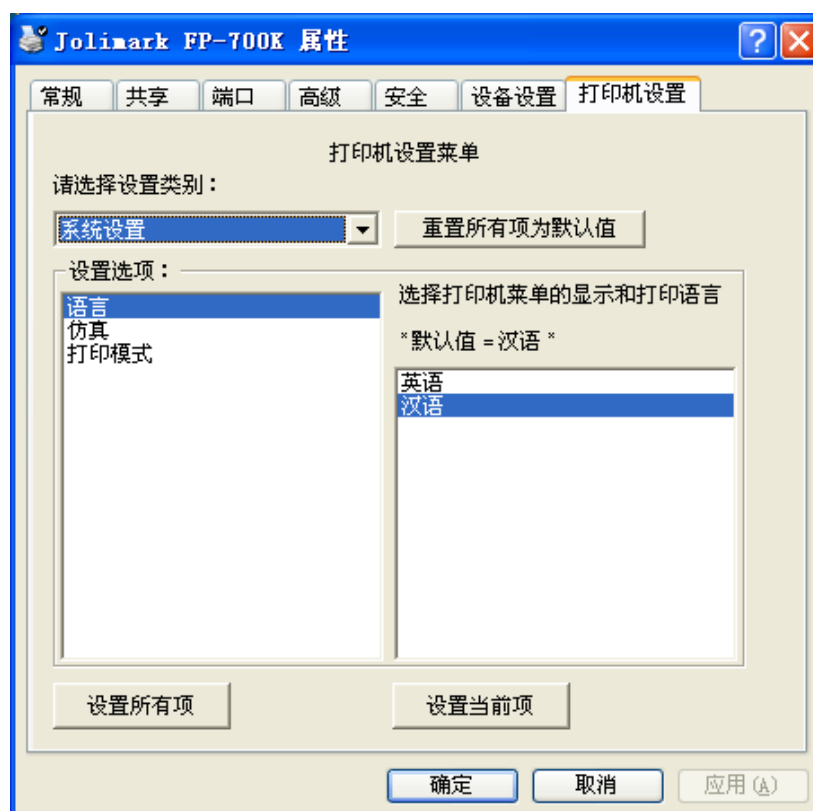 Jolimark FP-700K 属性
常规 共享 端口 高级 安全 设备设置 打印机设置
打印机设置菜单
请选择设置类别：
系统设置 重置所有项为默认值
设置选项：
语言
仿真
打印模式
选择打印机菜单的显示和打印语言
*默认值 = 汉语 *
英语
汉语
设置所有项 设置当前项
确定 取消 应用(A)